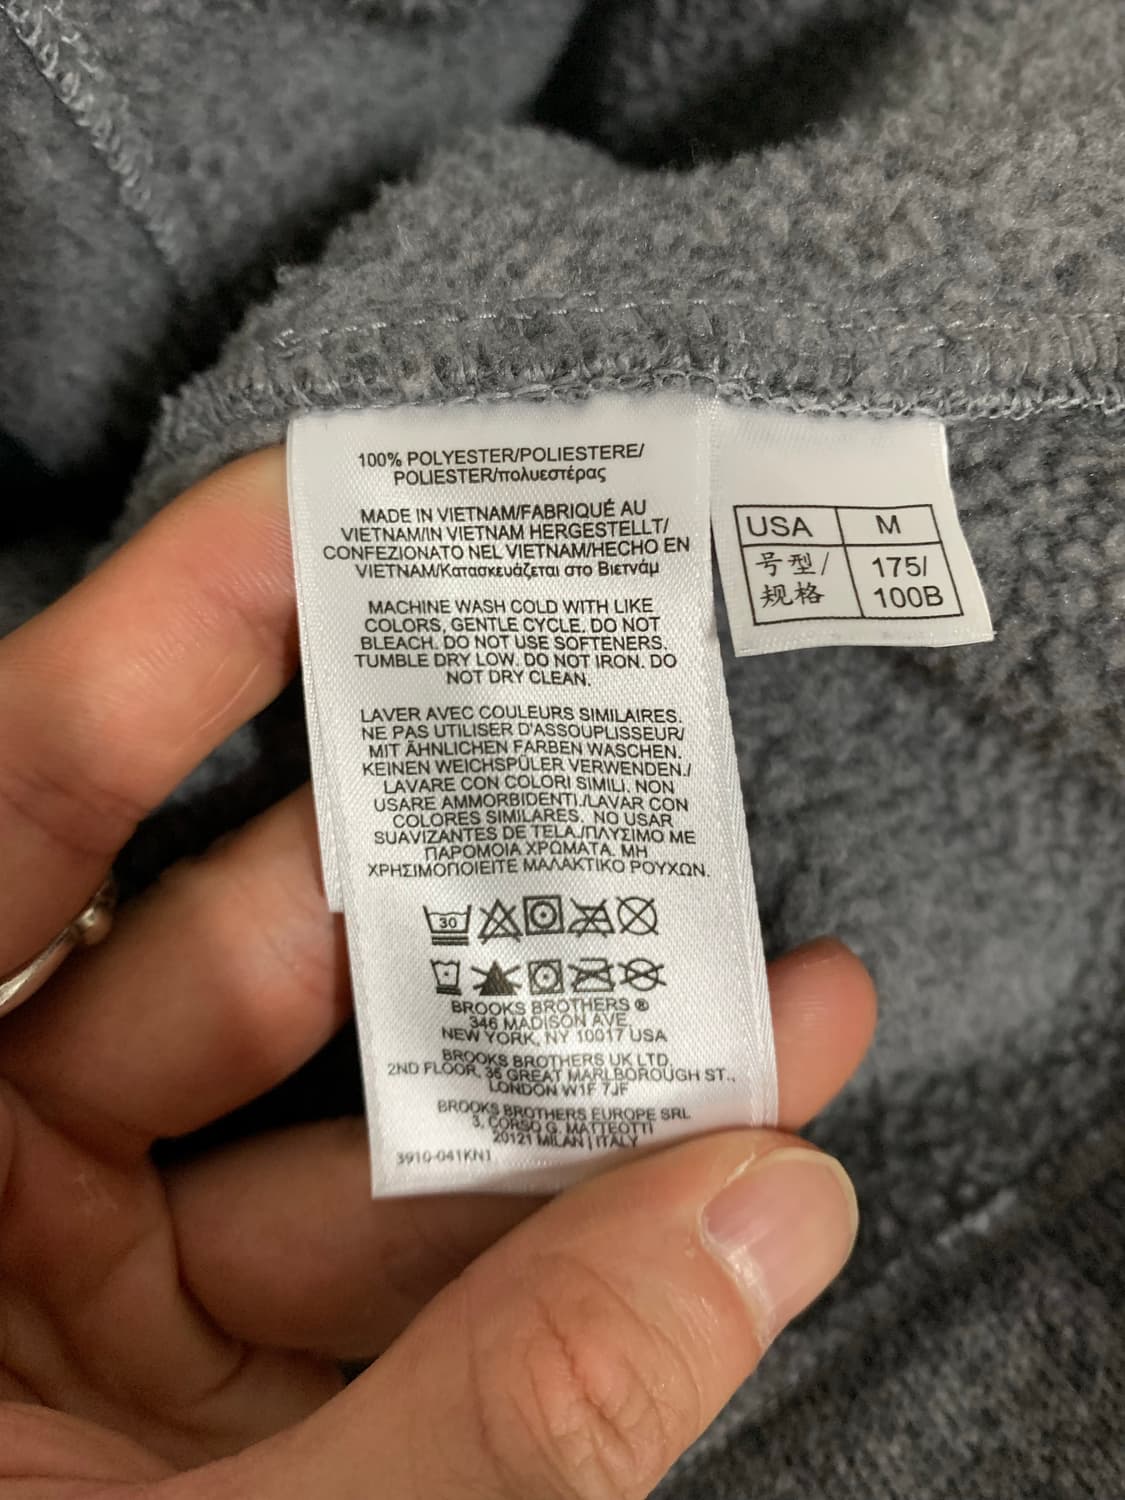 100% POLYESTER/POLIESTERE/
POLIESTER/πολυεστέρας
MADE IN VIETNAM/FABRIQUÉ AU
VIETNAM/IN VIETNAM HERGESTELLT/
CONFEZIONATO NEL VIETNAM/HECHO EN
VIETNAM/Κατασκευάζεται στο Βιετνάμ
MACHINE WASH COLD WITH LIKE
COLORS, GENTLE CYCLE. DO NOT
BLEACH. DO NOT USE SOFTENERS.
TUMBLE DRY LOW. DO NOT IRON. DO
NOT DRY CLEAN.
LAVER AVEC COULEURS SIMILAIRES.
NE PAS UTILISER D'ASSOUPLISSEUR/
MIT ÄHNLICHEN FARBEN WASCHEN.
KEINEN WEICHSPÜLER VERWENDEN./
LAVARE CON COLORI SIMILI. NON
USARE AMMORBIDENTI./LAVAR CON
COLORES SIMILARES. NO USAR
SUAVIZANTES DE TELA./ΠΛΥΣΙΜΟ ΜΕ
ΠΑΡΟΜΟΙΑ ΧΡΩΜΑΤΑ. ΜΗ
ΧΡΗΣΙΜΟΠΟΙΕΙΤΕ ΜΑΛΑΚΤΙΚΟ ΡΟΥΧΩΝ.
30
BROOKS BROTHERS ®
346 MADISON AVE.
NEW YORK, NY 10017 USA
BROOKS BROTHERS UK LTD.
2ND FLOOR, 36 GREAT MARLBOROUGH ST.,
LONDON W1F 7JF
BROOKS BROTHERS EUROPE SRL
3, CORSO G. MATTEOTTI
20121 MILAN | ITALY
3910-041KN1
USA M
号型/ 175/
规格 100B